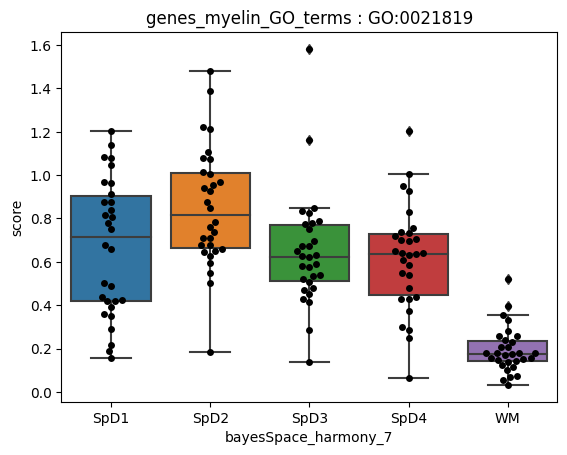 genes_myelin_GO_terms : GO:0021819
score
1.6
1.4
1.2
1.0
0.8
0.6
0.4
0.2
0.0
SpD1 SpD2 SpD3 SpD4 WM
bayesSpace_harmony_7